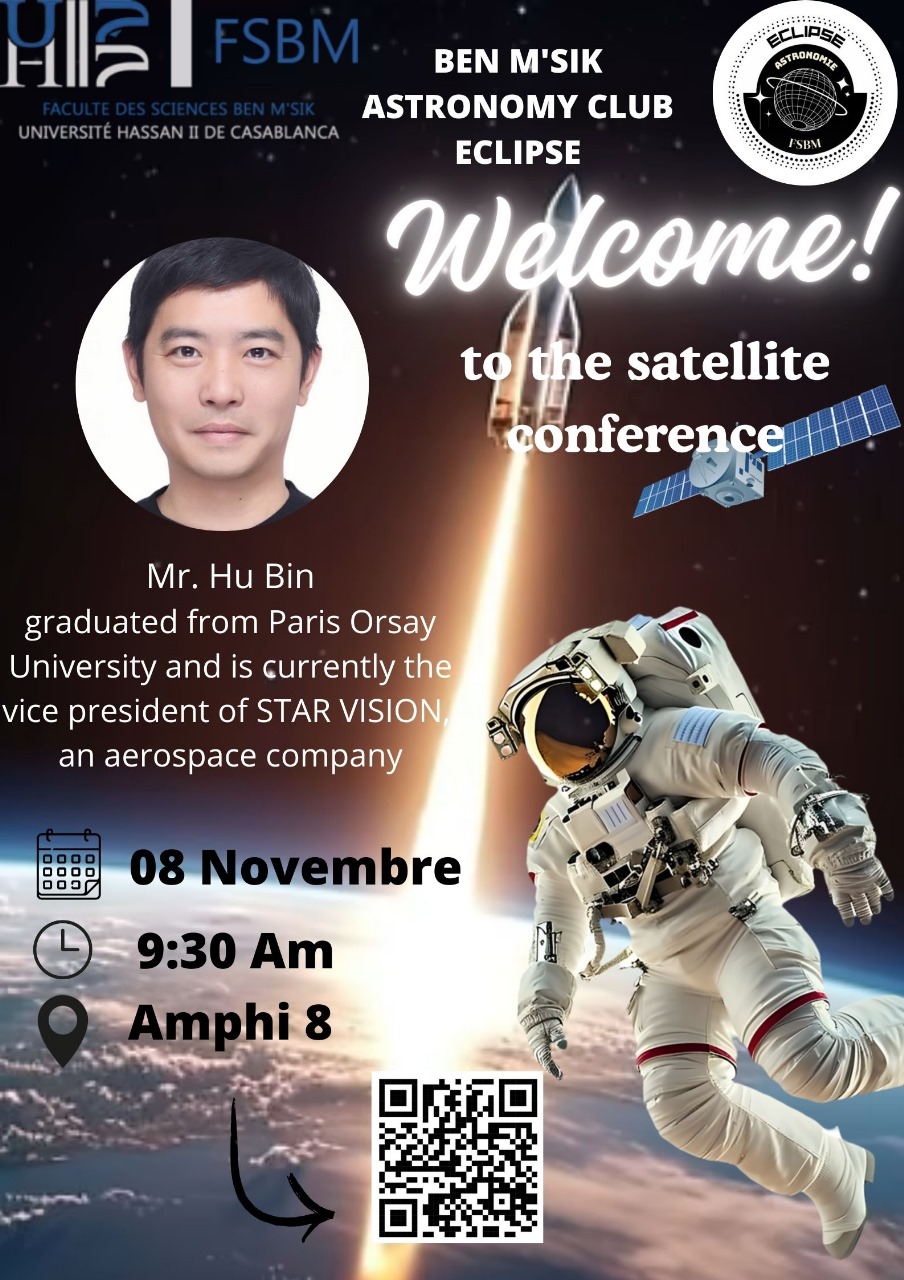 FSBM
FACULTE DES SCIENCES BEN M'SIK
UNIVERSITÉ HASSAN II DE CASABLANCA
BEN M'SIK
ASTRONOMY CLUB
ECLIPSE
ECLIPSE
ASTRONOMIE
FSBM
Welcome!
to the satellite
conference
Mr. Hu Bin
graduated from Paris Orsay
University and is currently the
vice president of STAR VISION,
an aerospace company
08 Novembre
9:30 Am
Amphi 8